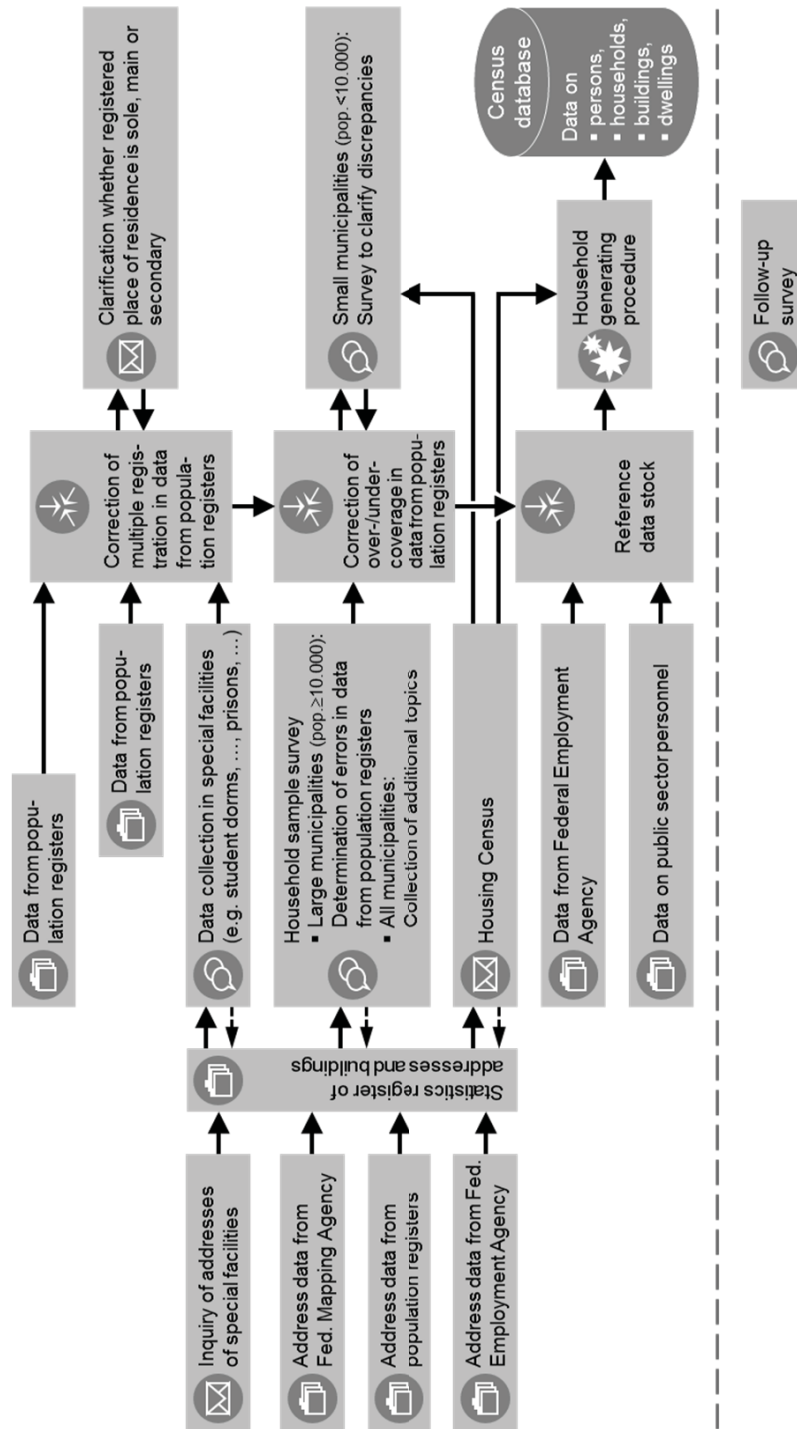 Inquiry of addresses
of special facilities
Address data from
Fed. Mapping Agency
Address data from
population registers
Address data from Fed.
Employment Agency
Statistics register of
addresses and buildings
Data from popu-
lation registers
Data from popu-
lation registers
Data collection in special facilities
(e.g. student dorms, ..., prisons, ...)
Household sample survey
▪ Large municipalities (pop.≥10.000):
Determination of errors in data
from population registers
▪ All municipalities:
Collection of additional topics
Housing Census
Data from Federal Employment
Agency
Data on public sector personnel
Correction of
multiple regis-
tration in data
from popula-
tion registers
Correction of
over-/under-
coverage in
data from popu-
lation registers
Reference
data stock
Clarification whether registered
place of residence is sole, main or
secondary
Small municipalities (pop.<10.000):
Survey to clarify discrepancies
Household
generating
procedure
Census
database
Data on
▪ persons,
▪ households,
▪ buildings,
▪ dwellings
Follow-up
survey